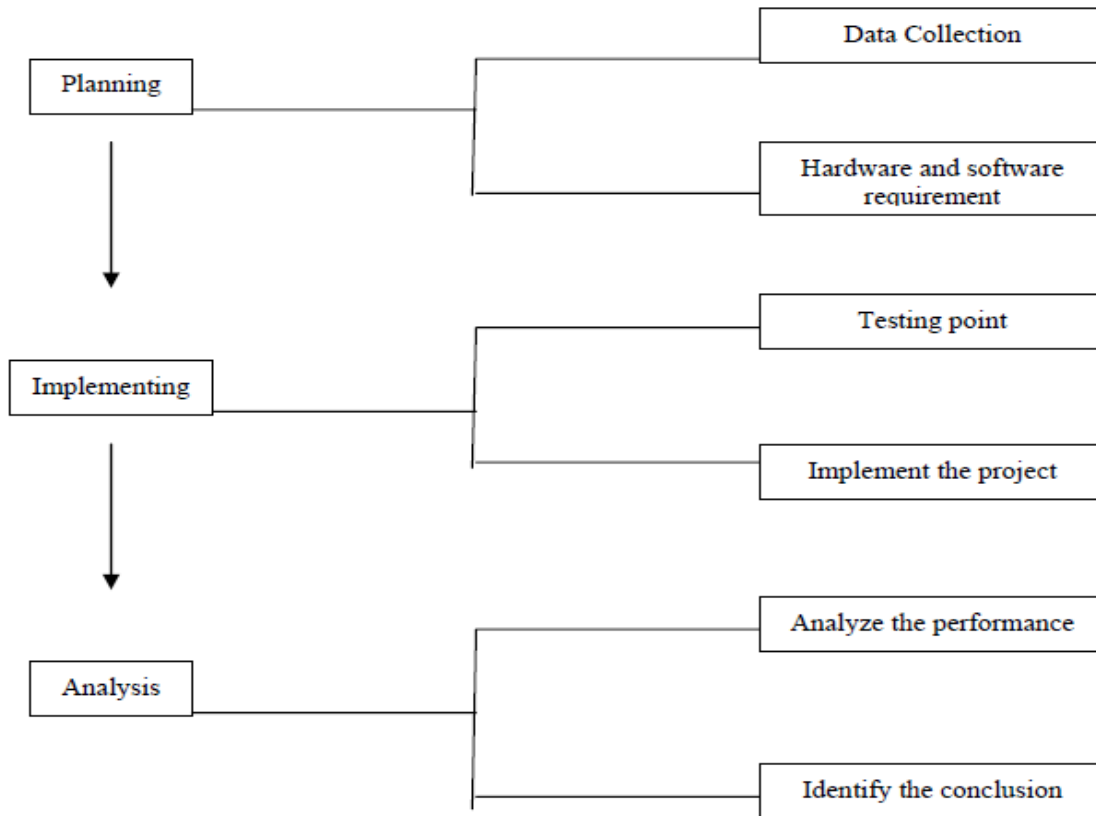 Data Collection
Planning
Hardware and software
requirement
Testing point
Implementing
Implement the project
Analyze the performance
Analysis
Identify the conclusion